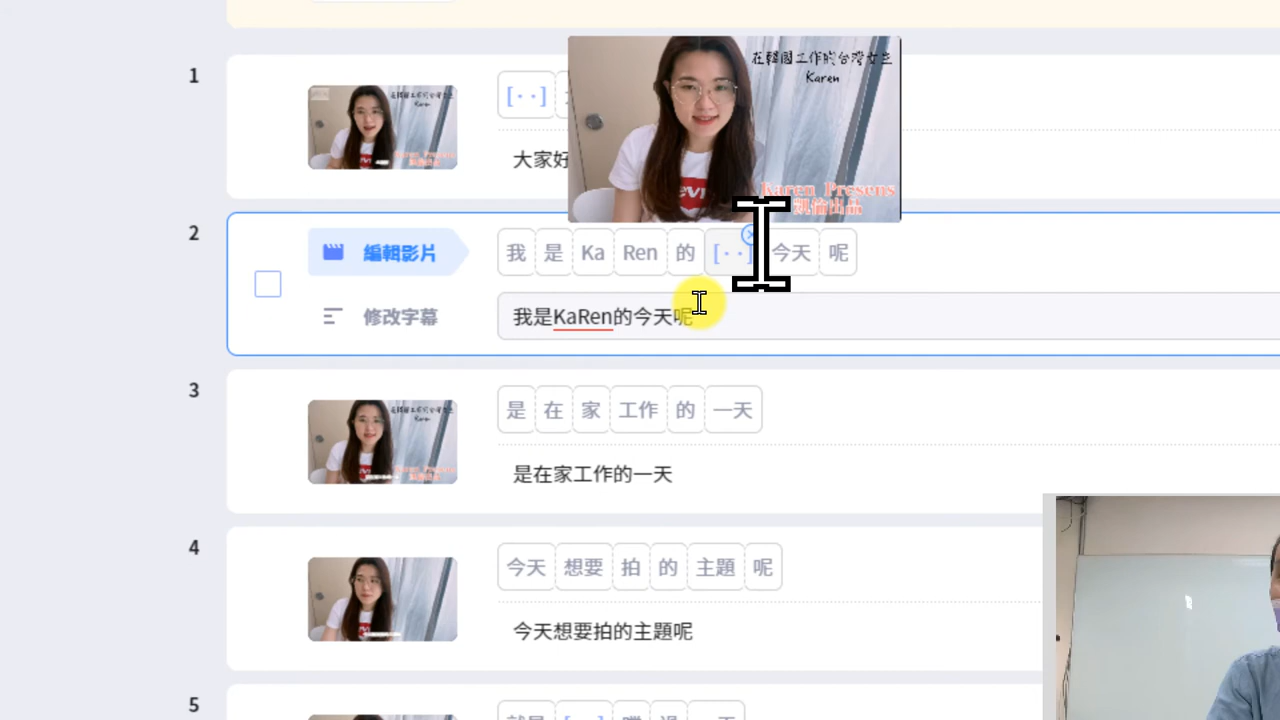 1
[··]
大家好
在韓國工作的台灣女生
Karen
Karen Presens
凱倫出品
2
編輯影片
我 是 Ka Ren 的 [··] 今天 呢
修改字幕
我是KaRen的今天呢
3
是 在 家 工作 的 一天
是在家工作的一天
4
今天 想要 拍 的 主題 呢
今天想要拍的主題呢
5